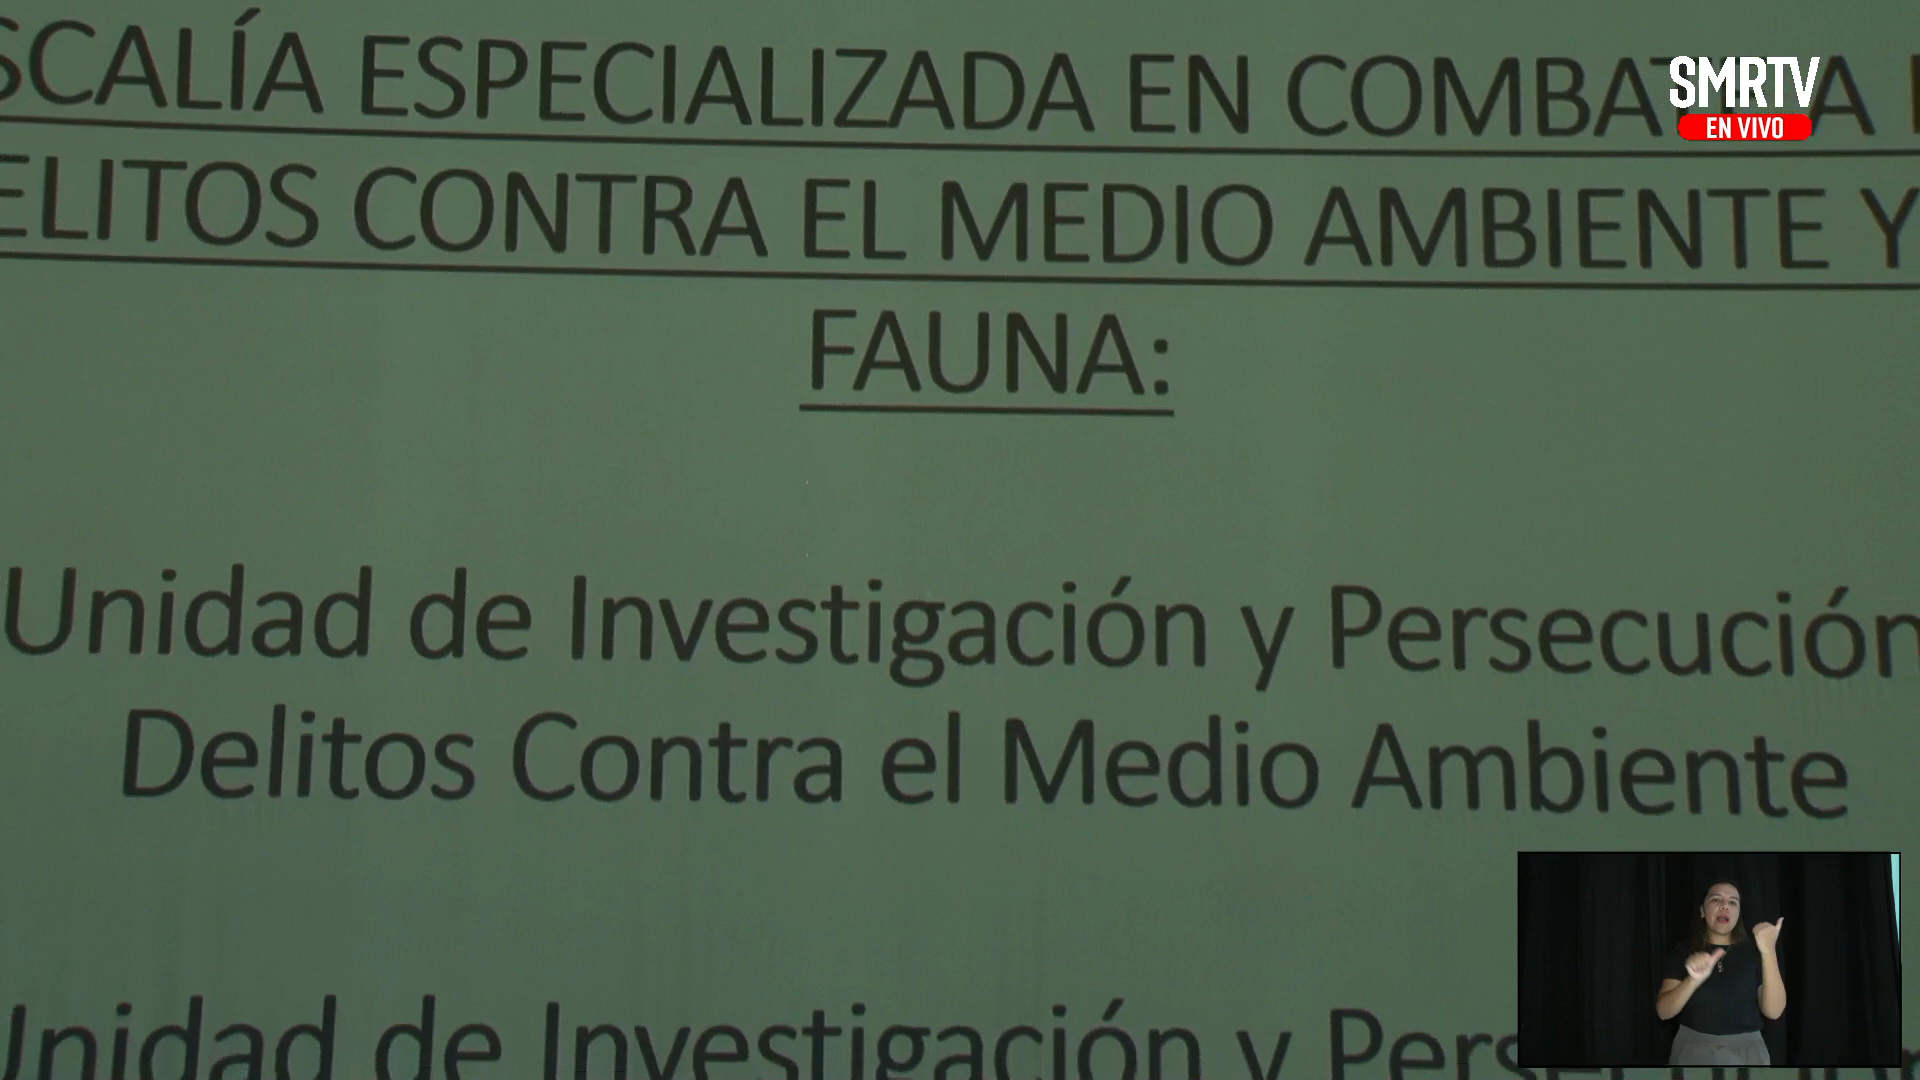 SCALÍA ESPECIALIZADA EN COMBATE A
ELITOS CONTRA EL MEDIO AMBIENTE Y
FAUNA:
Unidad de Investigación y Persecución
Delitos Contra el Medio Ambiente
Unidad de Investigación y
SMRTV
EN VIVO